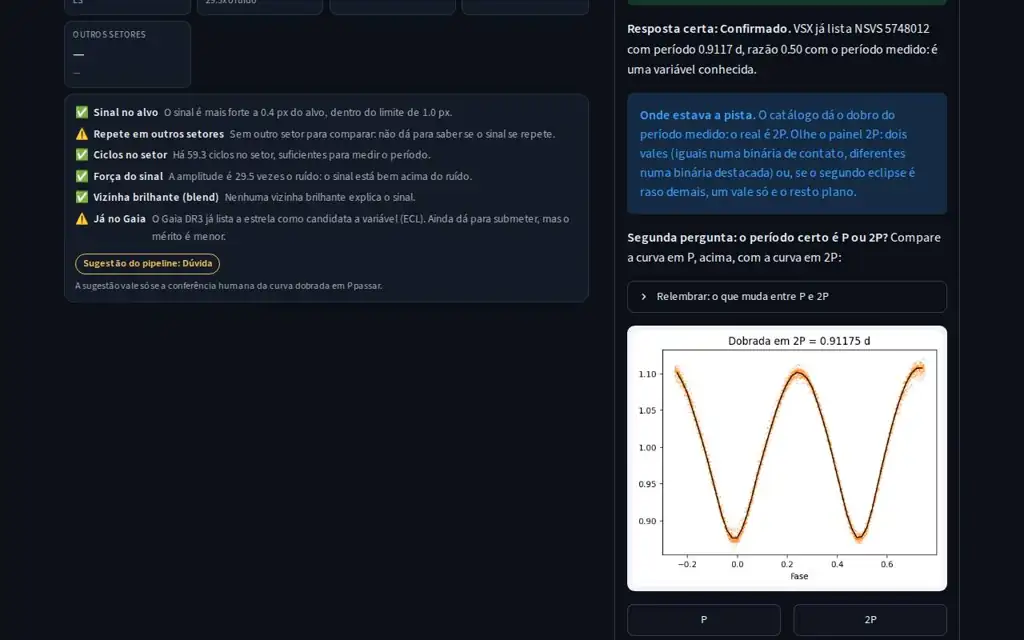 OUTROS SETORES
—
—
✅ Sinal no alvo O sinal é mais forte a 0.4 px do alvo, dentro do limite de 1.0 px.
⚠️ Repete em outros setores Sem outro setor para comparar: não dá para saber se o sinal se repete.
✅ Ciclos no setor Há 59.3 ciclos no setor, suficientes para medir o período.
✅ Força do sinal A amplitude é 29.5 vezes o ruído: o sinal está bem acima do ruído.
✅ Vizinha brilhante (blend) Nenhuma vizinha brilhante explica o sinal.
⚠️ Já no Gaia O Gaia DR3 já lista a estrela como candidata a variável (ECL). Ainda dá para submeter, mas o
mérito é menor.
Sugestão do pipeline: Dúvida
A sugestão vale só se a conferência humana da curva dobrada em P passar.
Resposta certa: Confirmado. VSX já lista NSVS 5748012
com período 0.9117 d, razão 0.50 com o período medido: é
uma variável conhecida.
Onde estava a pista. O catálogo dá o dobro do
período medido: o real é 2P. Olhe o painel 2P: dois
vales (iguais numa binária de contato, diferentes
numa binária destacada) ou, se o segundo eclipse é
raso demais, um vale só e o resto plano.
Segunda pergunta: o período certo é P ou 2P? Compare
a curva em P, acima, com a curva em 2P:
> Relembrar: o que muda entre P e 2P
Dobrada em 2P = 0.91175 d
1.10
1.05
1.00
0.95
0.90
−0.2 0.0 0.2 0.4 0.6
Fase
P
2P